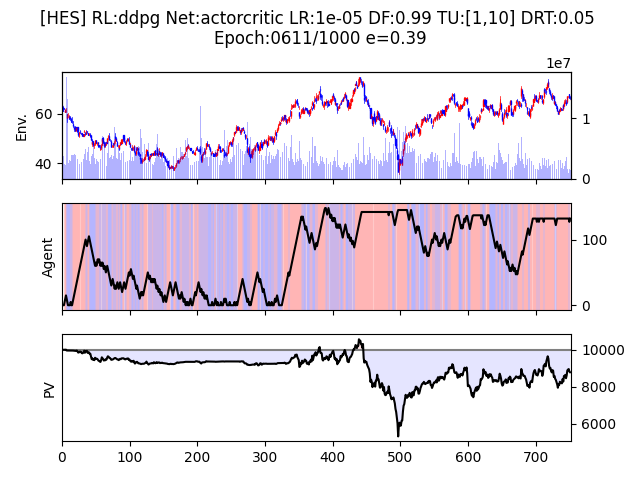 [HES] RL:ddpg Net:actorcritic LR:1e-05 DF:0.99 TU:[1,10] DRT:0.05
Epoch:0611/1000 e=0.39
1e7
Env.
60
40
1
0
Agent
100
0
PV
10000
8000
6000
0 100 200 300 400 500 600 700